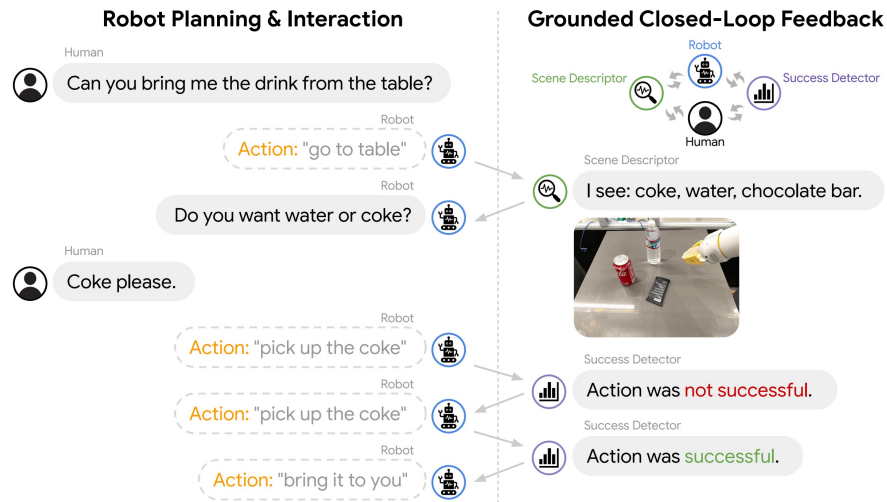 Robot Planning & Interaction
Grounded Closed-Loop Feedback
Human
Can you bring me the drink from the table?
Robot
Scene Descriptor
Success Detector
Human
Robot
Action: "go to table"
Scene Descriptor
I see: coke, water, chocolate bar.
Robot
Do you want water or coke?
Human
Coke please.
Robot
Action: "pick up the coke"
Success Detector
Action was not successful.
Robot
Action: "pick up the coke"
Success Detector
Action was successful.
Robot
Action: "bring it to you"